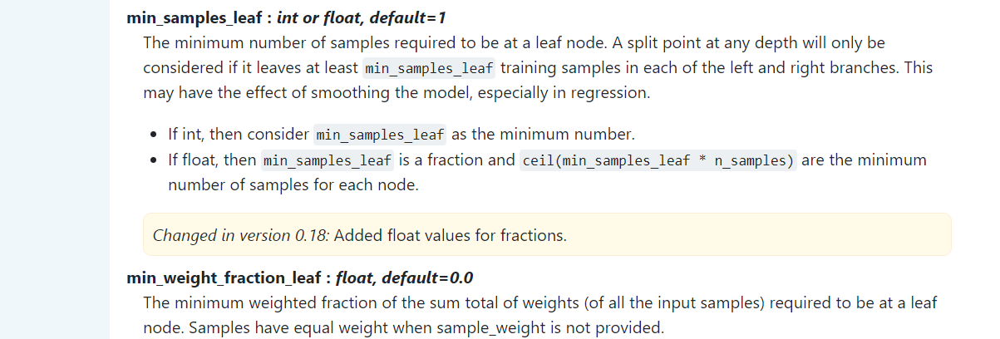 min_samples_leaf : int or float, default=1
The minimum number of samples required to be at a leaf node. A split point at any depth will only be
considered if it leaves at least min_samples_leaf training samples in each of the left and right branches. This
may have the effect of smoothing the model, especially in regression.
• If int, then consider min_samples_leaf as the minimum number.
• If float, then min_samples_leaf is a fraction and ceil(min_samples_leaf * n_samples) are the minimum
number of samples for each node.
Changed in version 0.18: Added float values for fractions.
min_weight_fraction_leaf : float, default=0.0
The minimum weighted fraction of the sum total of weights (of all the input samples) required to be at a leaf
node. Samples have equal weight when sample_weight is not provided.